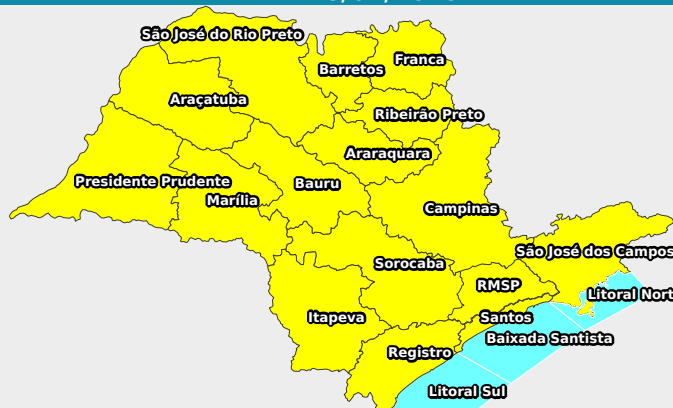 São José do Rio Preto
Franca
Barretos
Araçatuba
Ribeirão Preto
Araraquara
Presidente Prudente
Bauru
Marília
Campinas
São José dos Campos
Sorocaba
RMSP
Litoral Nort
Itapeva
Santos
Baixada Santista
Registro
Litoral Sul